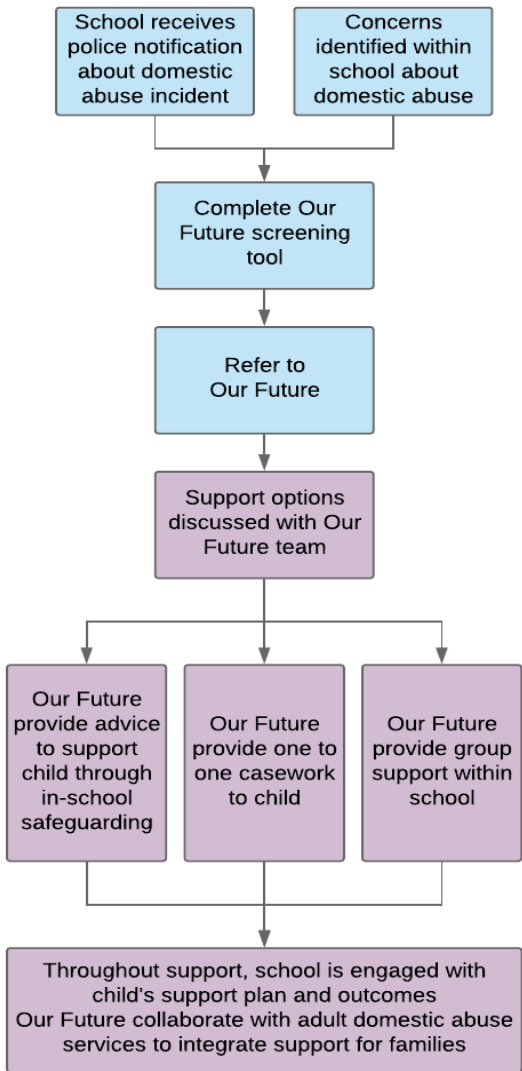 School receives
police notification
about domestic
abuse incident
Concerns
identified within
school about
domestic abuse
Complete Our
Future screening
tool
Refer to
Our Future
Support options
discussed with Our
Future team
Our Future
provide advice
to support
child through
in-school
safeguarding
Our Future
provide one to
one casework
to child
Our Future
provide group
support within
school
Throughout support, school is engaged with
child's support plan and outcomes
Our Future collaborate with adult domestic abuse
services to integrate support for families